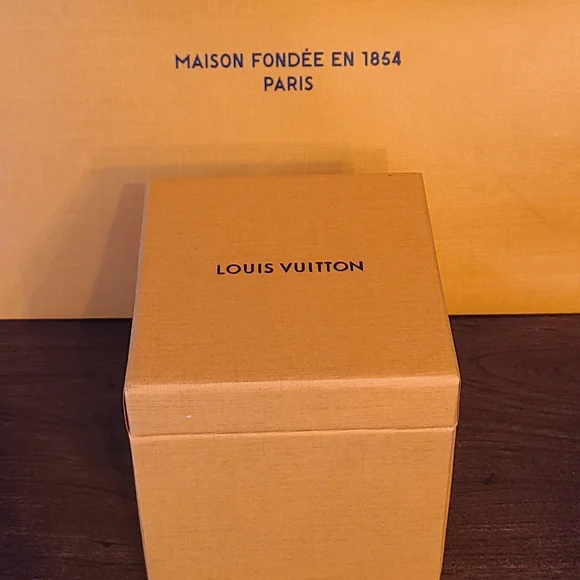 MAISON FONDÉE EN 1854
PARIS
LOUIS VUITTON